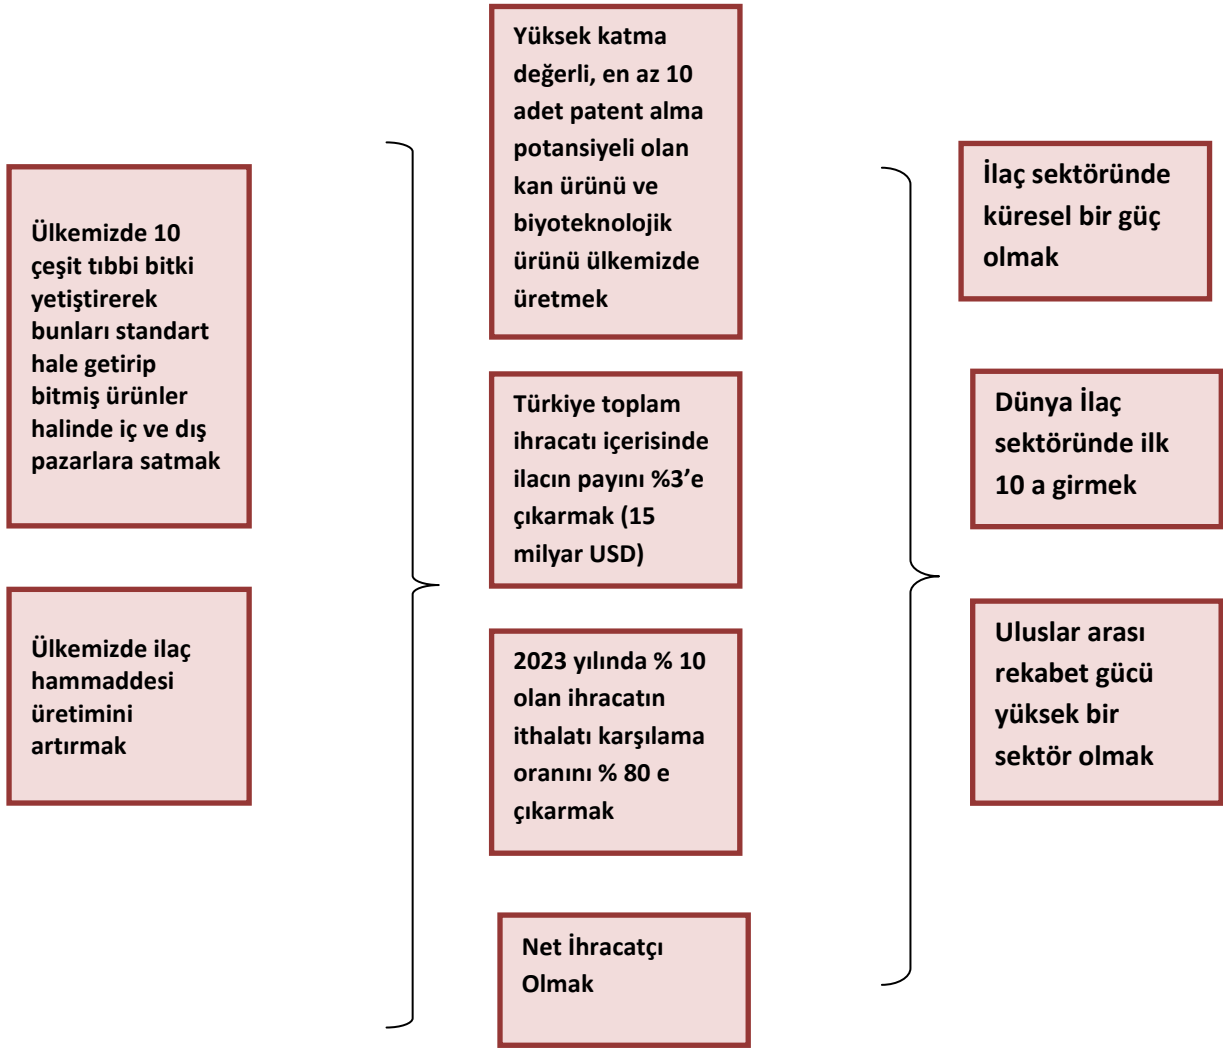 Ülkemizde 10
çeşit tıbbi bitki
yetiştirerek
bunları standart
hale getirip
bitmiş ürünler
halinde iç ve dış
pazarlara satmak
Ülkemizde ilaç
hammaddesi
üretimini
artırmak
Yüksek katma
değerli, en az 10
adet patent alma
potansiyeli olan
kan ürünü ve
biyoteknolojik
ürünü ülkemizde
üretmek
Türkiye toplam
ihracatı içerisinde
ilacın payını %3’e
çıkarmak (15
milyar USD)
2023 yılında % 10
olan ihracatın
ithalatı karşılama
oranını % 80 e
çıkarmak
Net İhracatçı
Olmak
İlaç sektöründe
küresel bir güç
olmak
Dünya İlaç
sektöründe ilk
10 a girmek
Uluslar arası
rekabet gücü
yüksek bir
sektör olmak